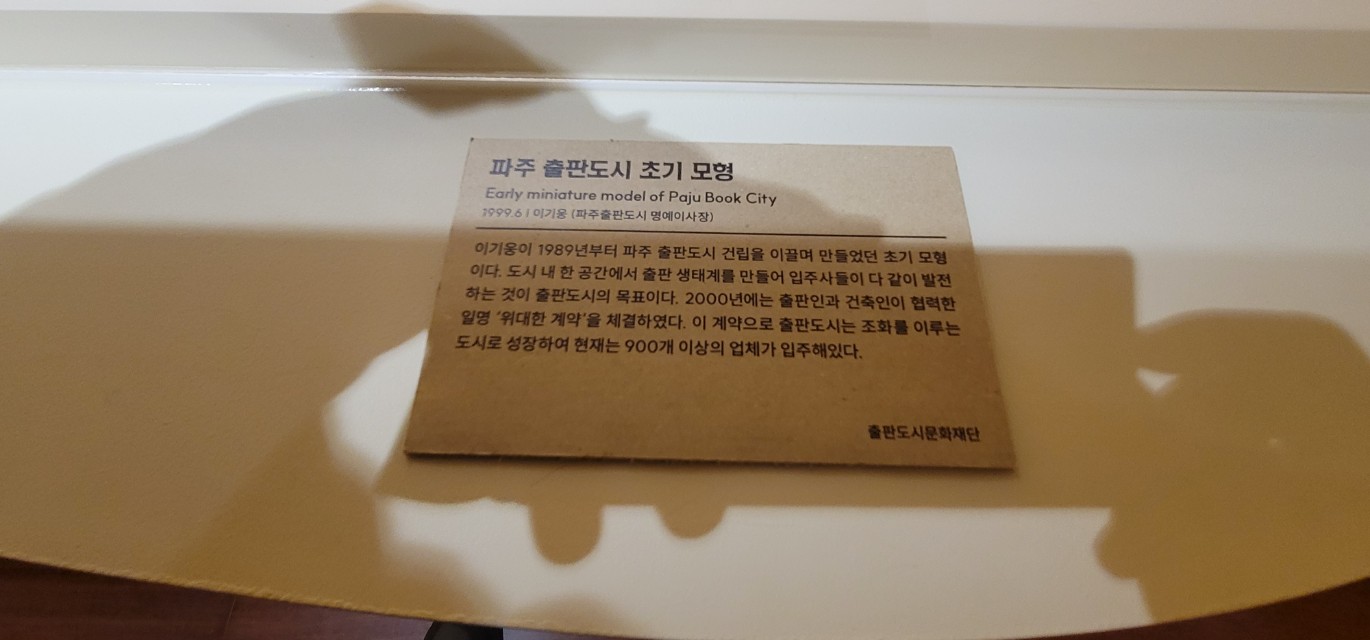 파주 출판도시 초기 모형
Early miniature model of Paju Book City
1999.6 | 이기웅 (파주출판도시 명예이사장)
이기웅이 1989년부터 파주 출판도시 건립을 이끌며 만들었던 초기 모형
이다. 도시 내 한 공간에서 출판 생태계를 만들어 입주사들이 다 같이 발전
하는 것이 출판도시의 목표이다. 2000년에는 출판인과 건축인이 협력한
일명 '위대한 계약'을 체결하였다. 이 계약으로 출판도시는 조화를 이루는
도시로 성장하여 현재는 900개 이상의 업체가 입주해있다.
출판도시문화재단